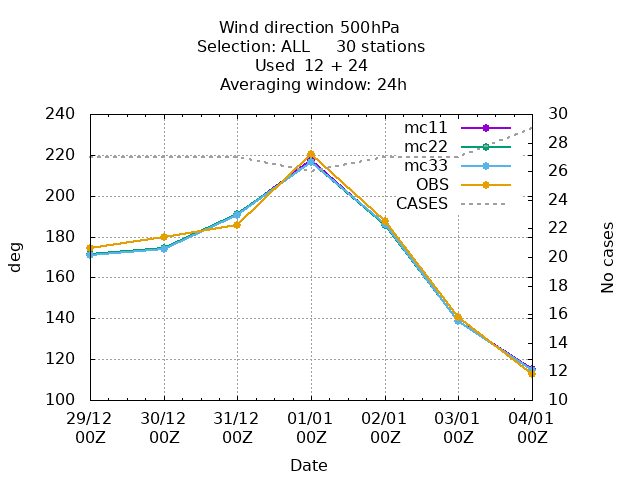 Wind direction 500hPa
Selection: ALL     30 stations
Used  12 + 24
Averaging window: 24h
240
220
200
180
160
140
120
100
deg
30
28
26
24
22
20
18
16
14
12
10
No cases
mc11
mc22
mc33
OBS
CASES
29/12 30/12 31/12 01/01 02/01 03/01 04/01
00Z 00Z 00Z 00Z 00Z 00Z 00Z
Date